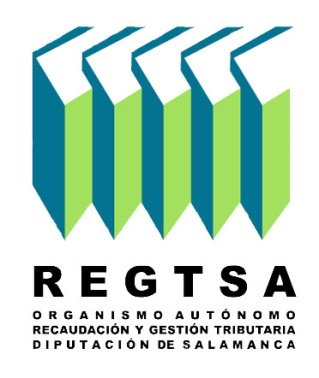 REGTSA
ORGANISMO AUTÓNOMO
RECAUDACIÓN Y GESTIÓN TRIBUTARIA
DIPUTACIÓN DE SALAMANCA